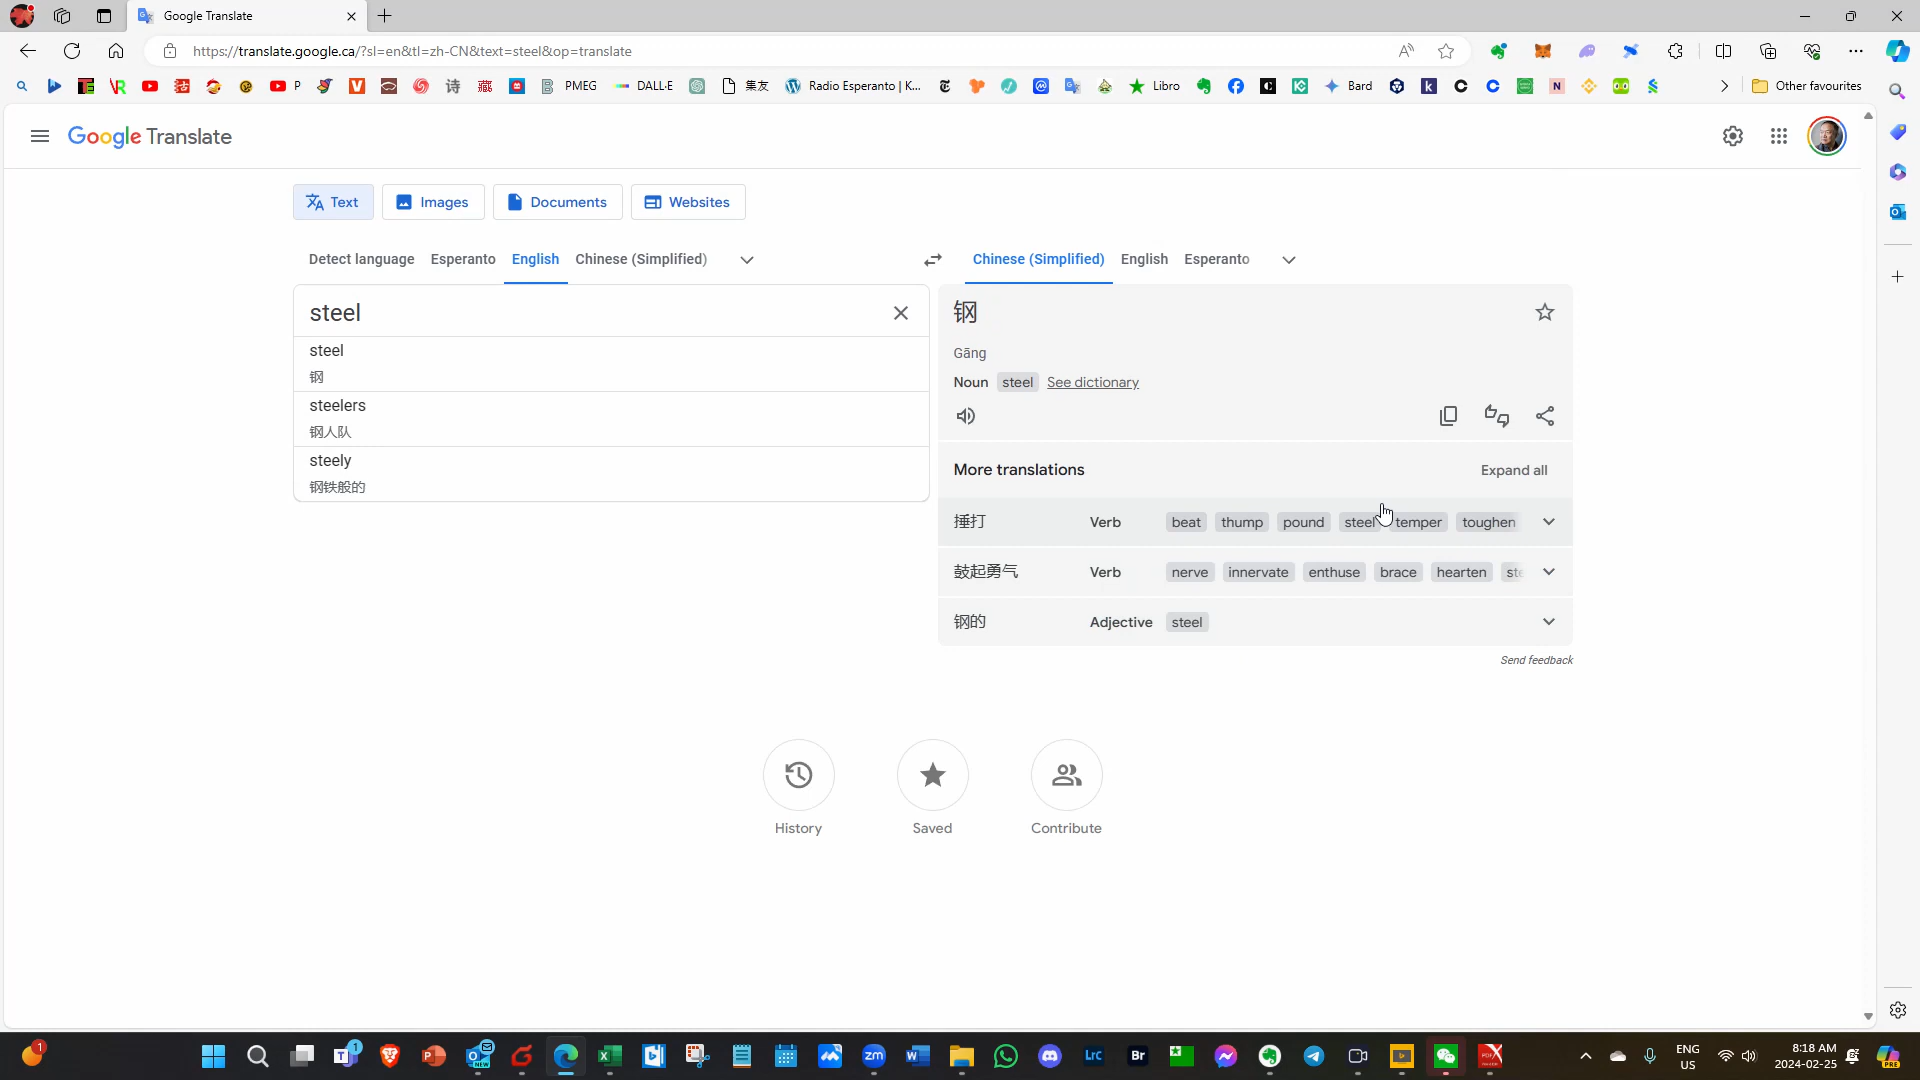 Google Translate
https://translate.google.ca/?sl=en&tl=zh-CN&text=steel&op=translate
P PMEG DALL·E 集友 Radio Esperanto | K... Libro Bard Other favourites
Google Translate
Text Images Documents Websites
Detect language Esperanto English Chinese (Simplified)
Chinese (Simplified) English Esperanto
steel
steel
钢
steelers
钢人队
steely
钢铁般的
钢
Gāng
Noun steel See dictionary
More translations Expand all
捶打 Verb beat thump pound steel temper toughen
鼓起勇气 Verb nerve innervate enthuse brace hearten
钢的 Adjective steel
Send feedback
History Saved Contribute
ENG
US
8:18 AM
2024-02-25